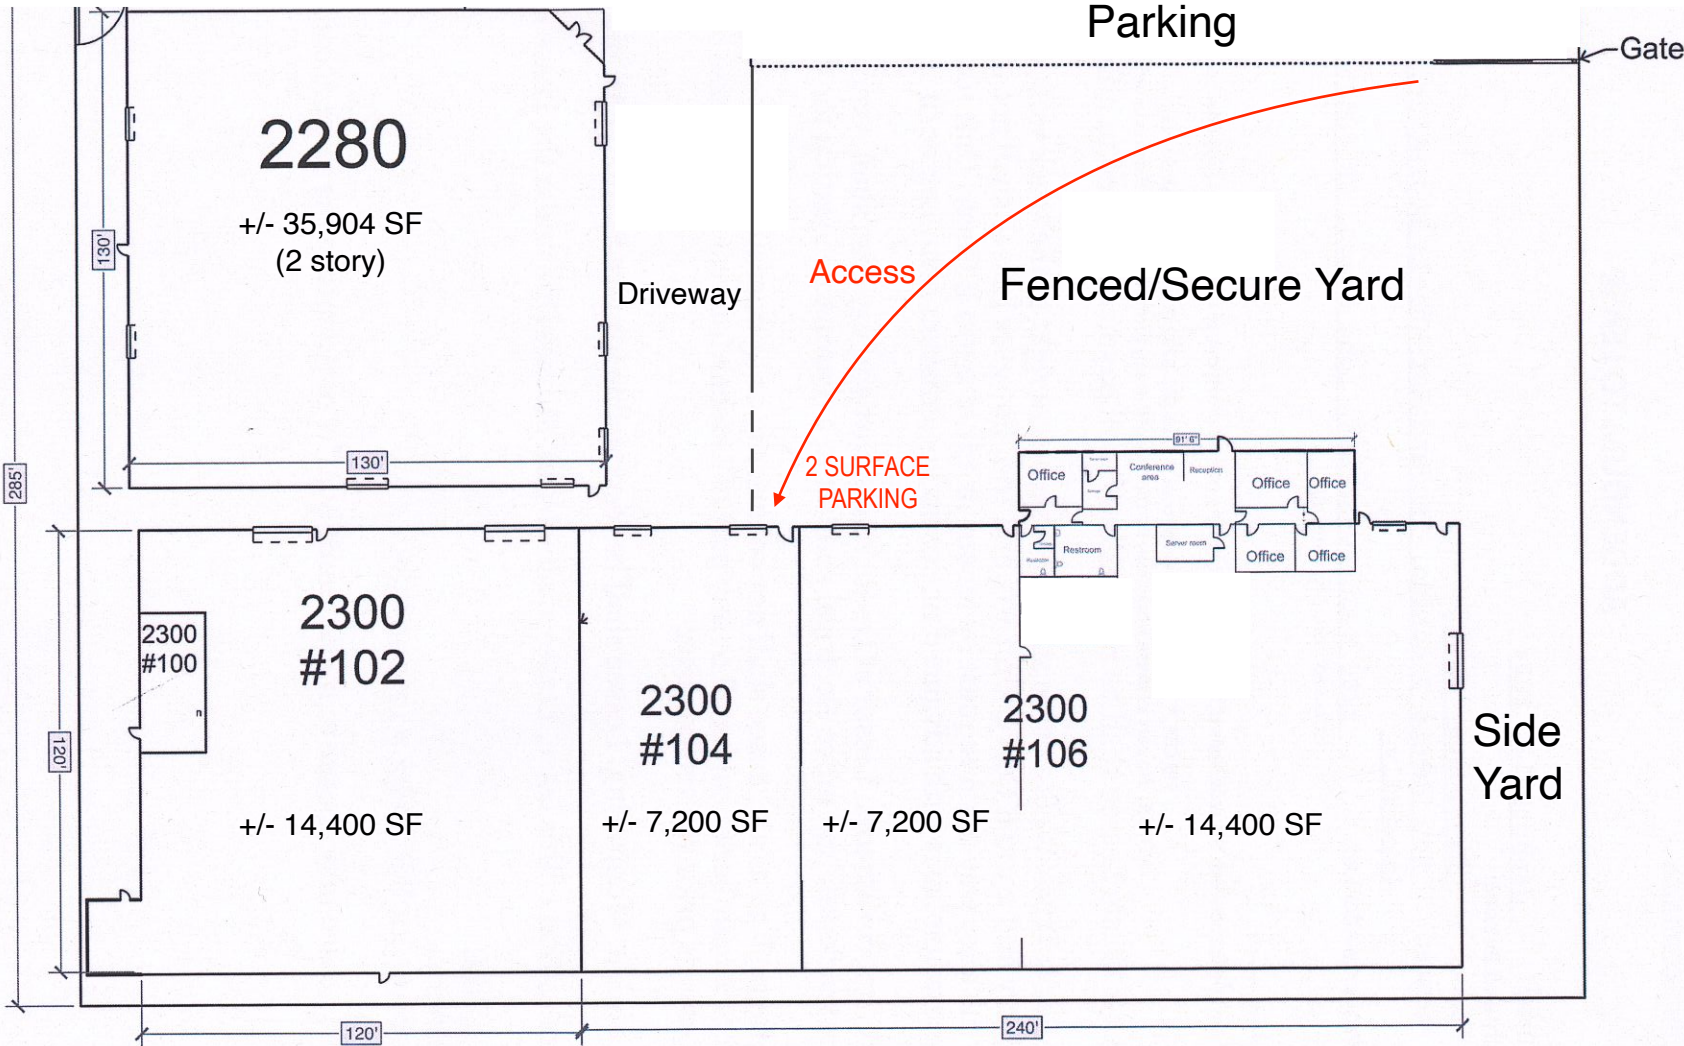 Parking
Gate
2280
+/- 35,904 SF
(2 story)
130'
Driveway
Access
Fenced/Secure Yard
130'
285'
2 SURFACE
PARKING
91' 6"
Office
Conference
area
Reception
Office
Office
Restroom
Server room
Office
Office
2300
#102
2300
#100
2300
#104
2300
#106
120'
Side
Yard
+/- 14,400 SF
+/- 7,200 SF
+/- 7,200 SF
+/- 14,400 SF
120'
240'